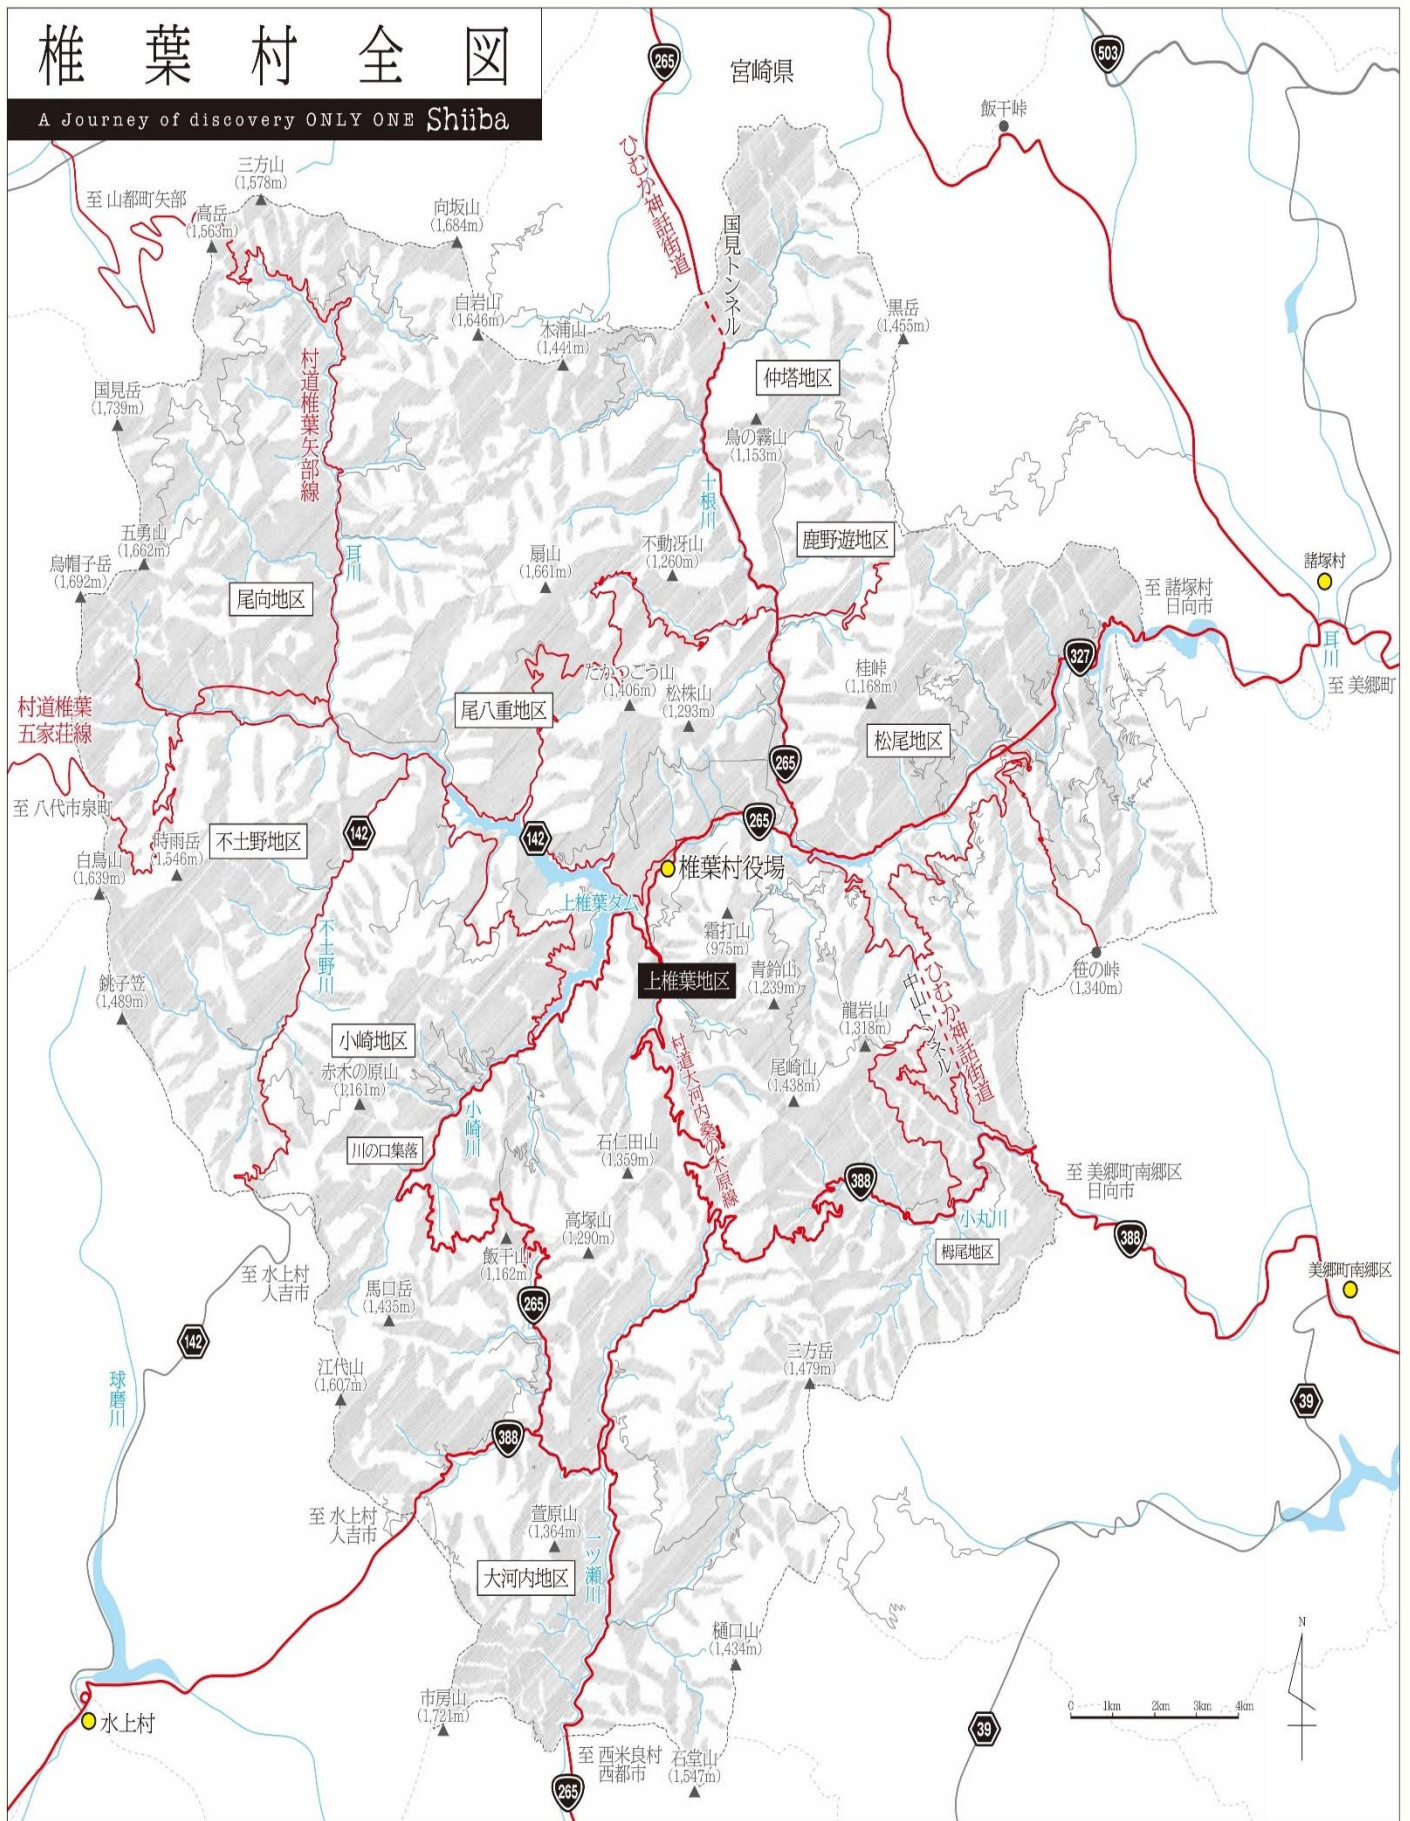 椎葉村全図
A Journey of discovery ONLY ONE Shiiba
265
宮崎県
503
飯干峠
ひむか神話街道
国見トンネル
三方山
(1,578m)
至 山都町矢部
高岳
(1,563m)
向坂山
(1,684m)
白岩山
(1,646m)
木浦山
(1,441m)
黒岳
(1,455m)
村道椎葉矢部線
仲塔地区
国見岳
(1,739m)
鳥の霧山
(1,153m)
十根川
五勇山
(1,662m)
烏帽子岳
(1,692m)
耳川
扇山
(1,661m)
不動冴山
(1,260m)
鹿野遊地区
諸塚村
至 諸塚村
日向市
尾向地区
327
耳川
至 美郷町
たかつごう山
(1,406m)
松株山
(1,293m)
桂峠
(1,168m)
村道椎葉
五家荘線
尾八重地区
松尾地区
265
至 八代市泉町
142
142
265
不土野地区
時雨岳
(1,546m)
白鳥山
(1,639m)
椎葉村役場
上椎葉ダム
霜打山
(975m)
不土野川
上椎葉地区
青鈴山
(1,239m)
笹の峠
(1,340m)
ひむか神話街道
中山トンネル
銚子笠
(1,489m)
龍岩山
(1,318m)
小崎地区
赤木の原山
(1,161m)
村道大河内桑の木原線
尾崎山
(1,438m)
小崎川
川の口集落
石仁田山
(1,359m)
388
至 美郷町南郷区
日向市
小丸川
388
高塚山
(1,290m)
飯干山
(1,162m)
栂尾地区
至 水上村
人吉市
美郷町南郷区
馬口岳
(1,435m)
265
142
三方岳
(1,479m)
江代山
(1,607m)
球磨川
39
388
至 水上村
人吉市
萱原山
(1,364m)
一ツ瀬川
大河内地区
樋口山
(1,434m)
N
市房山
(1,721m)
0 1km 2km 3km 4km
水上村
39
至 西米良村
西都市
石堂山
(1,547m)
265